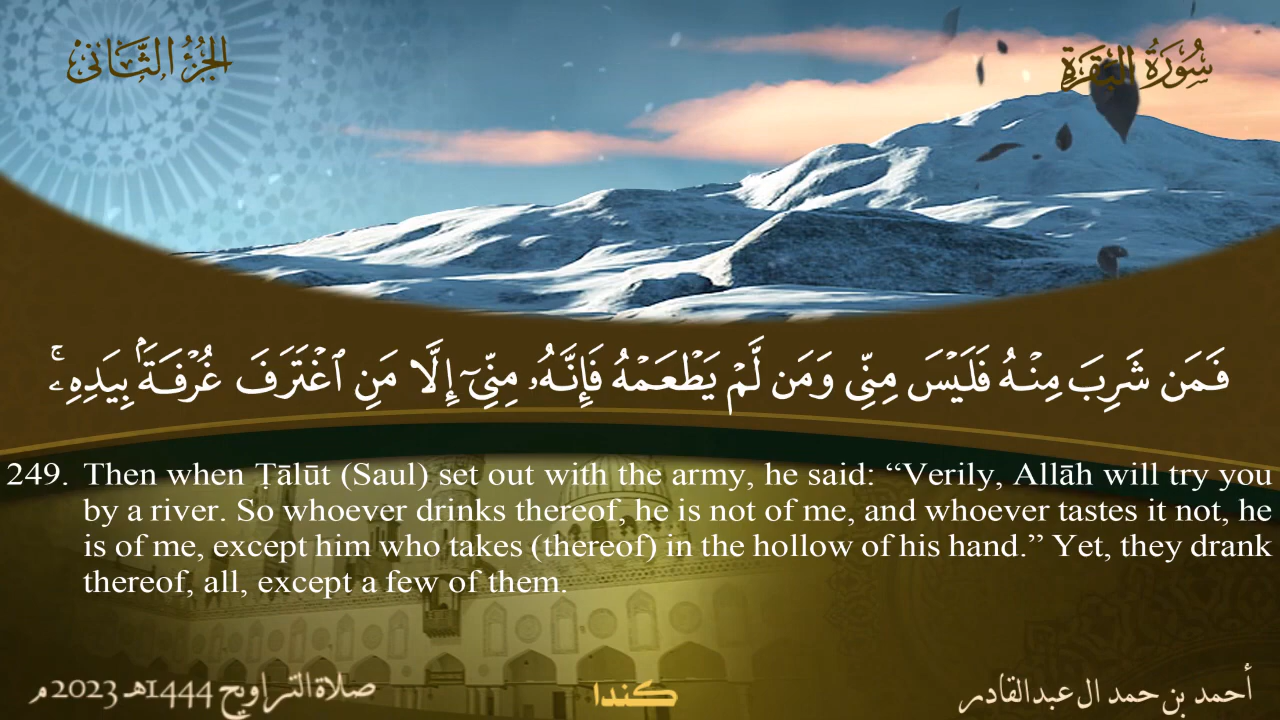 سُورَةُ البَقَرَةِ
الجُزْءُ الثَّانِي
فَمَن شَرِبَ مِنۡهُ فَلَيۡسَ مِنِّي وَمَن لَّمۡ يَطۡعَمۡهُ فَإِنَّهُۥ مِنِّيٓ إِلَّا مَنِ ٱغۡتَرَفَ غُرۡفَةَۢ بِيَدِهِۦۚ
249. Then when Ṭālūt (Saul) set out with the army, he said: “Verily, Allāh will try you
by a river. So whoever drinks thereof, he is not of me, and whoever tastes it not, he
is of me, except him who takes (thereof) in the hollow of his hand.” Yet, they drank
thereof, all, except a few of them.
أحمد بن حمد ال عبدالقادر
كندا
صلاة التراويح 1444هـ 2023 م